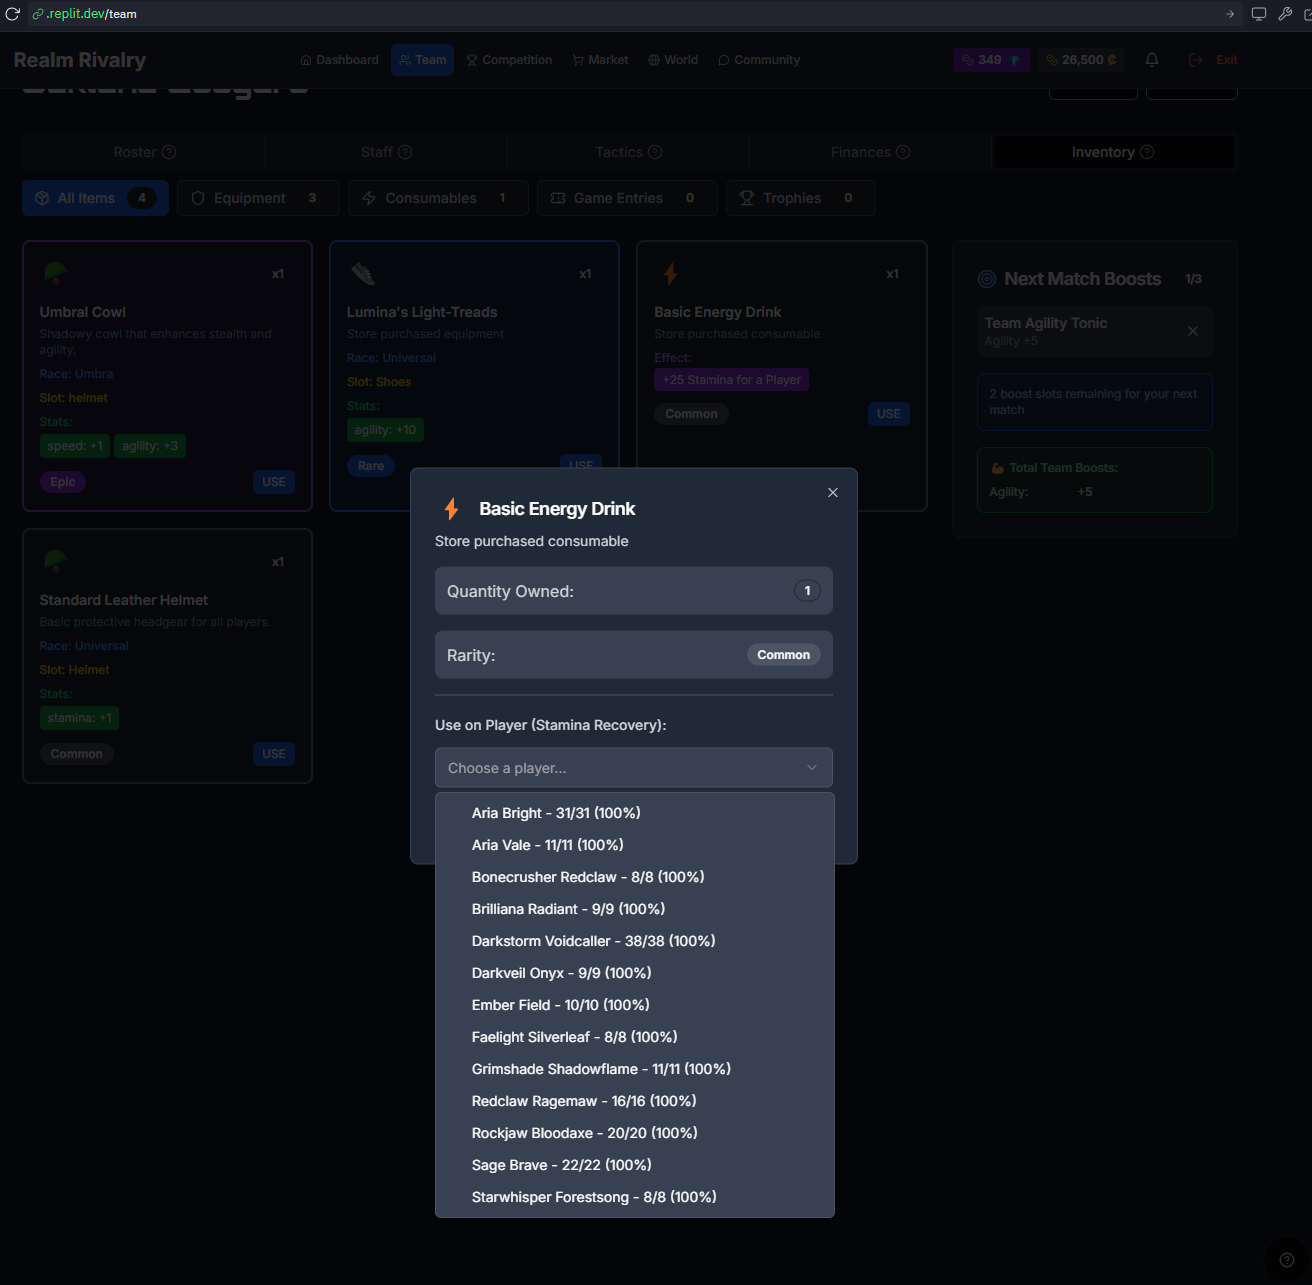 .replit.dev/team
Realm Rivalry
Dashboard
Team
Competition
Market
World
Community
349
26,500
Exit
Roster
Staff
Tactics
Finances
Inventory
All Items 4
Equipment 3
Consumables 1
Game Entries 0
Trophies 0
x1
Umbral Cowl
Shadowy cowl that enhances stealth and
agility.
Race: Umbra
Slot: helmet
Stats:
speed: +1 agility: +3
Epic
USE
x1
Lumina's Light-Treads
Store purchased equipment
Race: Universal
Slot: Shoes
Stats:
agility: +10
Rare
USE
x1
Basic Energy Drink
Store purchased consumable
Effect:
+25 Stamina for a Player
Common
USE
Next Match Boosts 1/3
Team Agility Tonic
Agility +5
2 boost slots remaining for your next
match
Total Team Boosts:
Agility: +5
x1
Standard Leather Helmet
Basic protective headgear for all players.
Race: Universal
Slot: Helmet
Stats:
stamina: +1
Common
USE
Basic Energy Drink
Store purchased consumable
Quantity Owned: 1
Rarity: Common
Use on Player (Stamina Recovery):
Choose a player...
Aria Bright - 31/31 (100%)
Aria Vale - 11/11 (100%)
Bonecrusher Redclaw - 8/8 (100%)
Brilliana Radiant - 9/9 (100%)
Darkstorm Voidcaller - 38/38 (100%)
Darkveil Onyx - 9/9 (100%)
Ember Field - 10/10 (100%)
Faelight Silverleaf - 8/8 (100%)
Grimshade Shadowflame - 11/11 (100%)
Redclaw Ragemaw - 16/16 (100%)
Rockjaw Bloodaxe - 20/20 (100%)
Sage Brave - 22/22 (100%)
Starwhisper Forestsong - 8/8 (100%)